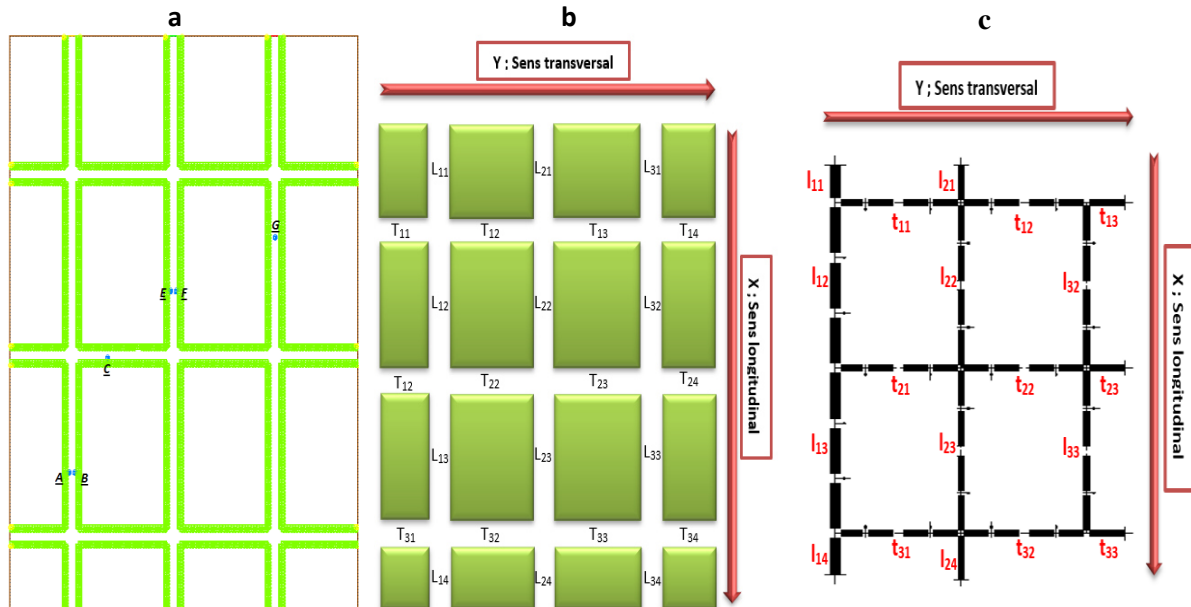 a
G
E F
C
A B
b
Y ; Sens transversal
L11 L21 L31
T11 T12 T13 T14
L12 L22 L32
T12 T22 T23 T24
L13 L23 L33
T31 T32 T33 T34
L14 L24 L34
X ; Sens longitudinal
c
Y ; Sens transversal
l11 l21
t11 t12 t13
l12 l22 l32
t21 t22 t23
l13 l23 l33
t31 t32 t33
l14 l24
X ; Sens longitudinal